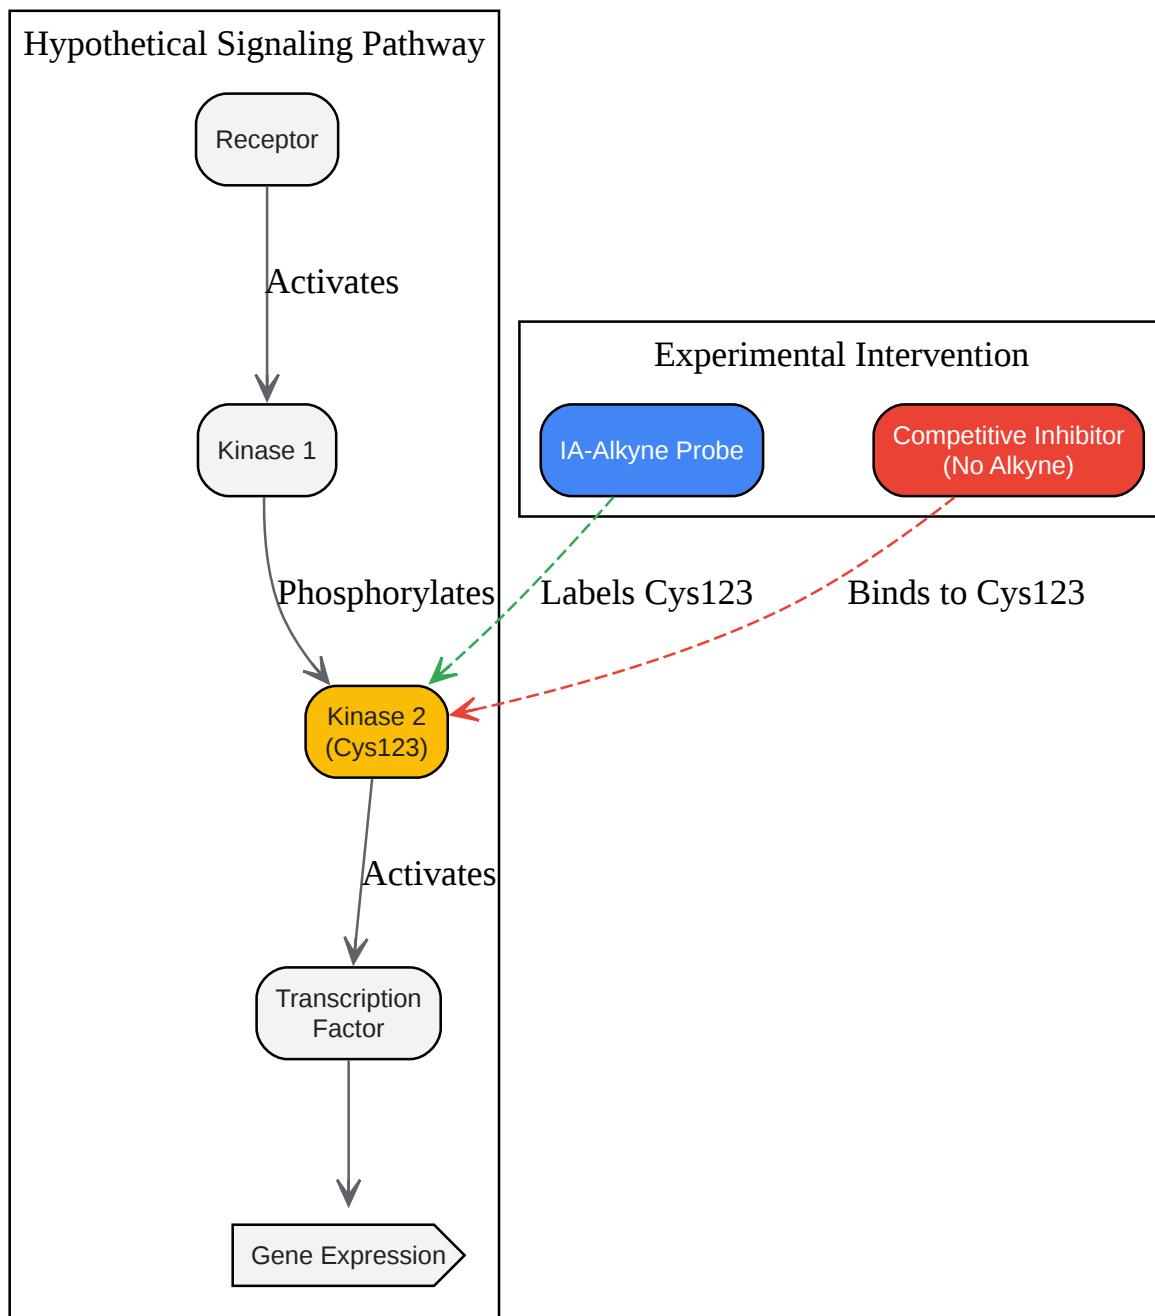 Hypothetical Signaling Pathway
Receptor
Activates
Experimental Intervention
Kinase 1
IA-Alkyne Probe
Competitive Inhibitor
(No Alkyne)
Phosphorylates
Labels Cys123
Binds to Cys123
Kinase 2
(Cys123)
Activates
Transcription
Factor
Gene Expression